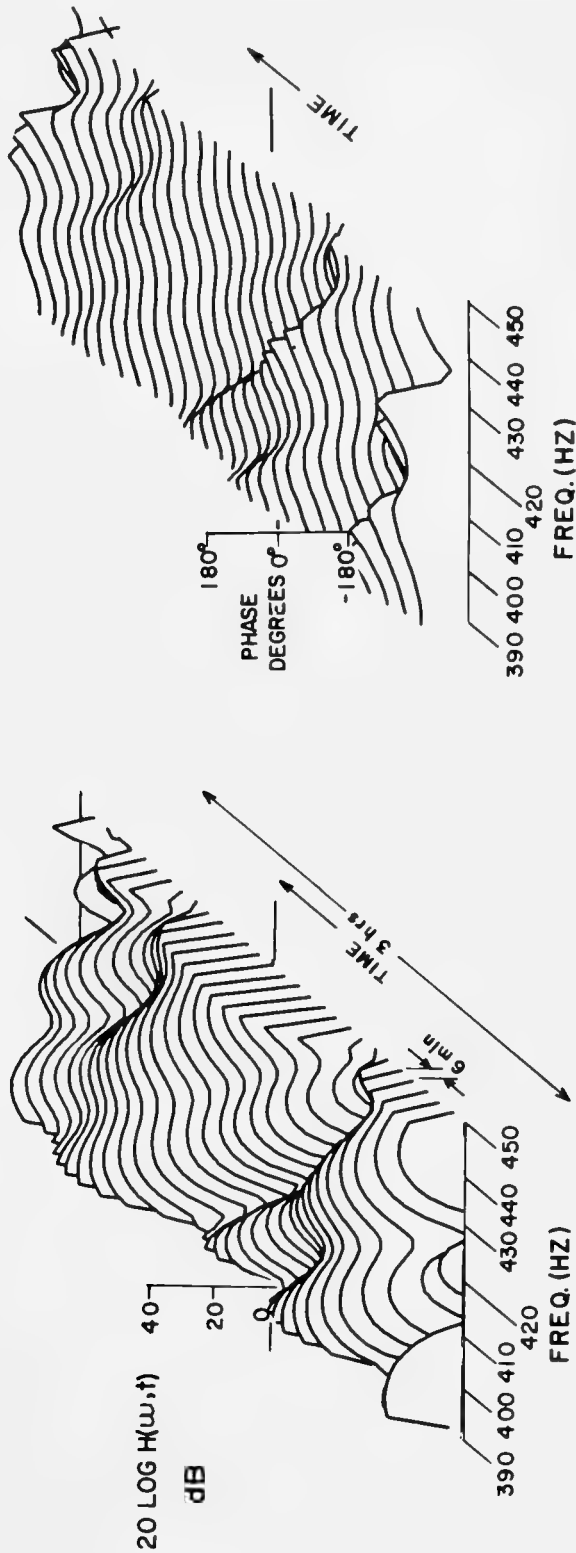 20 LOG H(ω,t)
dB
40
20
0
390 400 410 420 430 440 450
FREQ. (HZ)
6 min
TIME
3 hrs
PHASE
DEGREES
180°
0°
-180°
390 400 410 420 430 440 450
FREQ. (HZ)
TIME